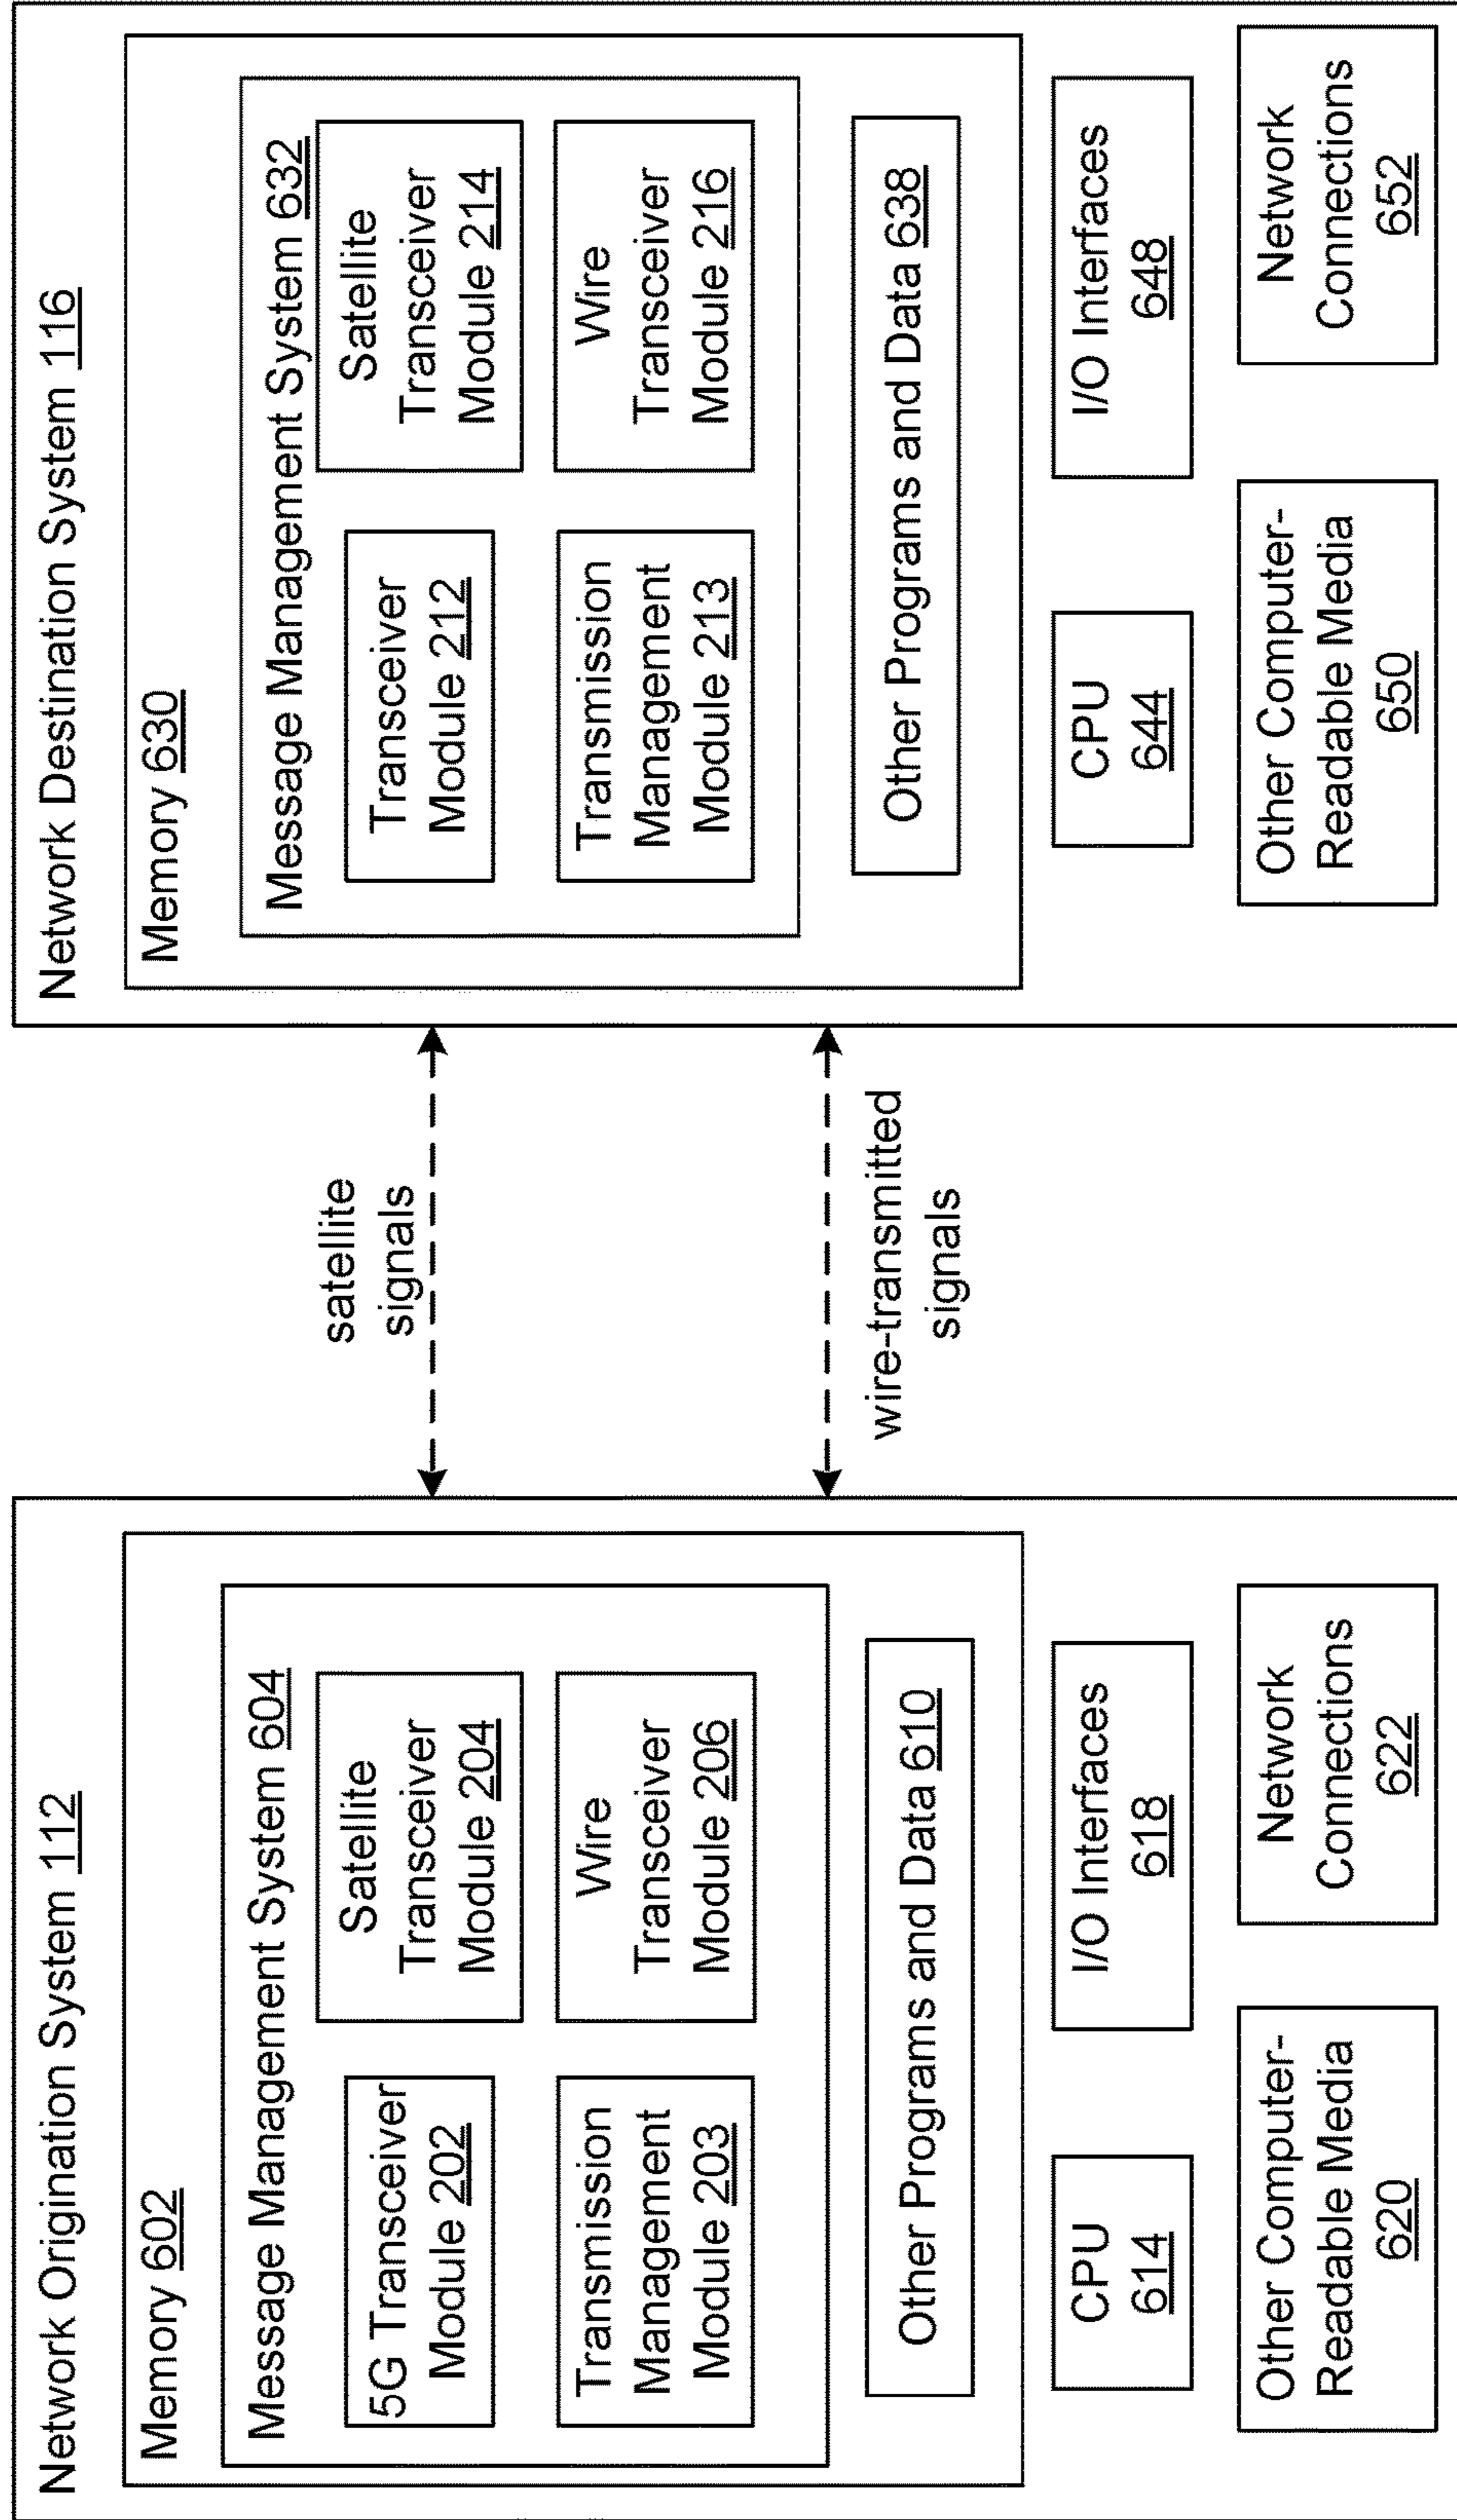 Network Origination System 112
Memory 602
Message Management System 604
5G Transceiver
Module 202
Satellite
Transceiver
Module 204
Transmission
Management
Module 203
Wire
Transceiver
Module 206
Other Programs and Data 610
CPU
614
I/O Interfaces
618
Other Computer-
Readable Media
620
Network
Connections
622
satellite
signals
wire-transmitted
signals
Network Destination System 116
Memory 630
Message Management System 632
Transceiver
Module 212
Satellite
Transceiver
Module 214
Transmission
Management
Module 213
Wire
Transceiver
Module 216
Other Programs and Data 638
CPU
644
I/O Interfaces
648
Other Computer-
Readable Media
650
Network
Connections
652